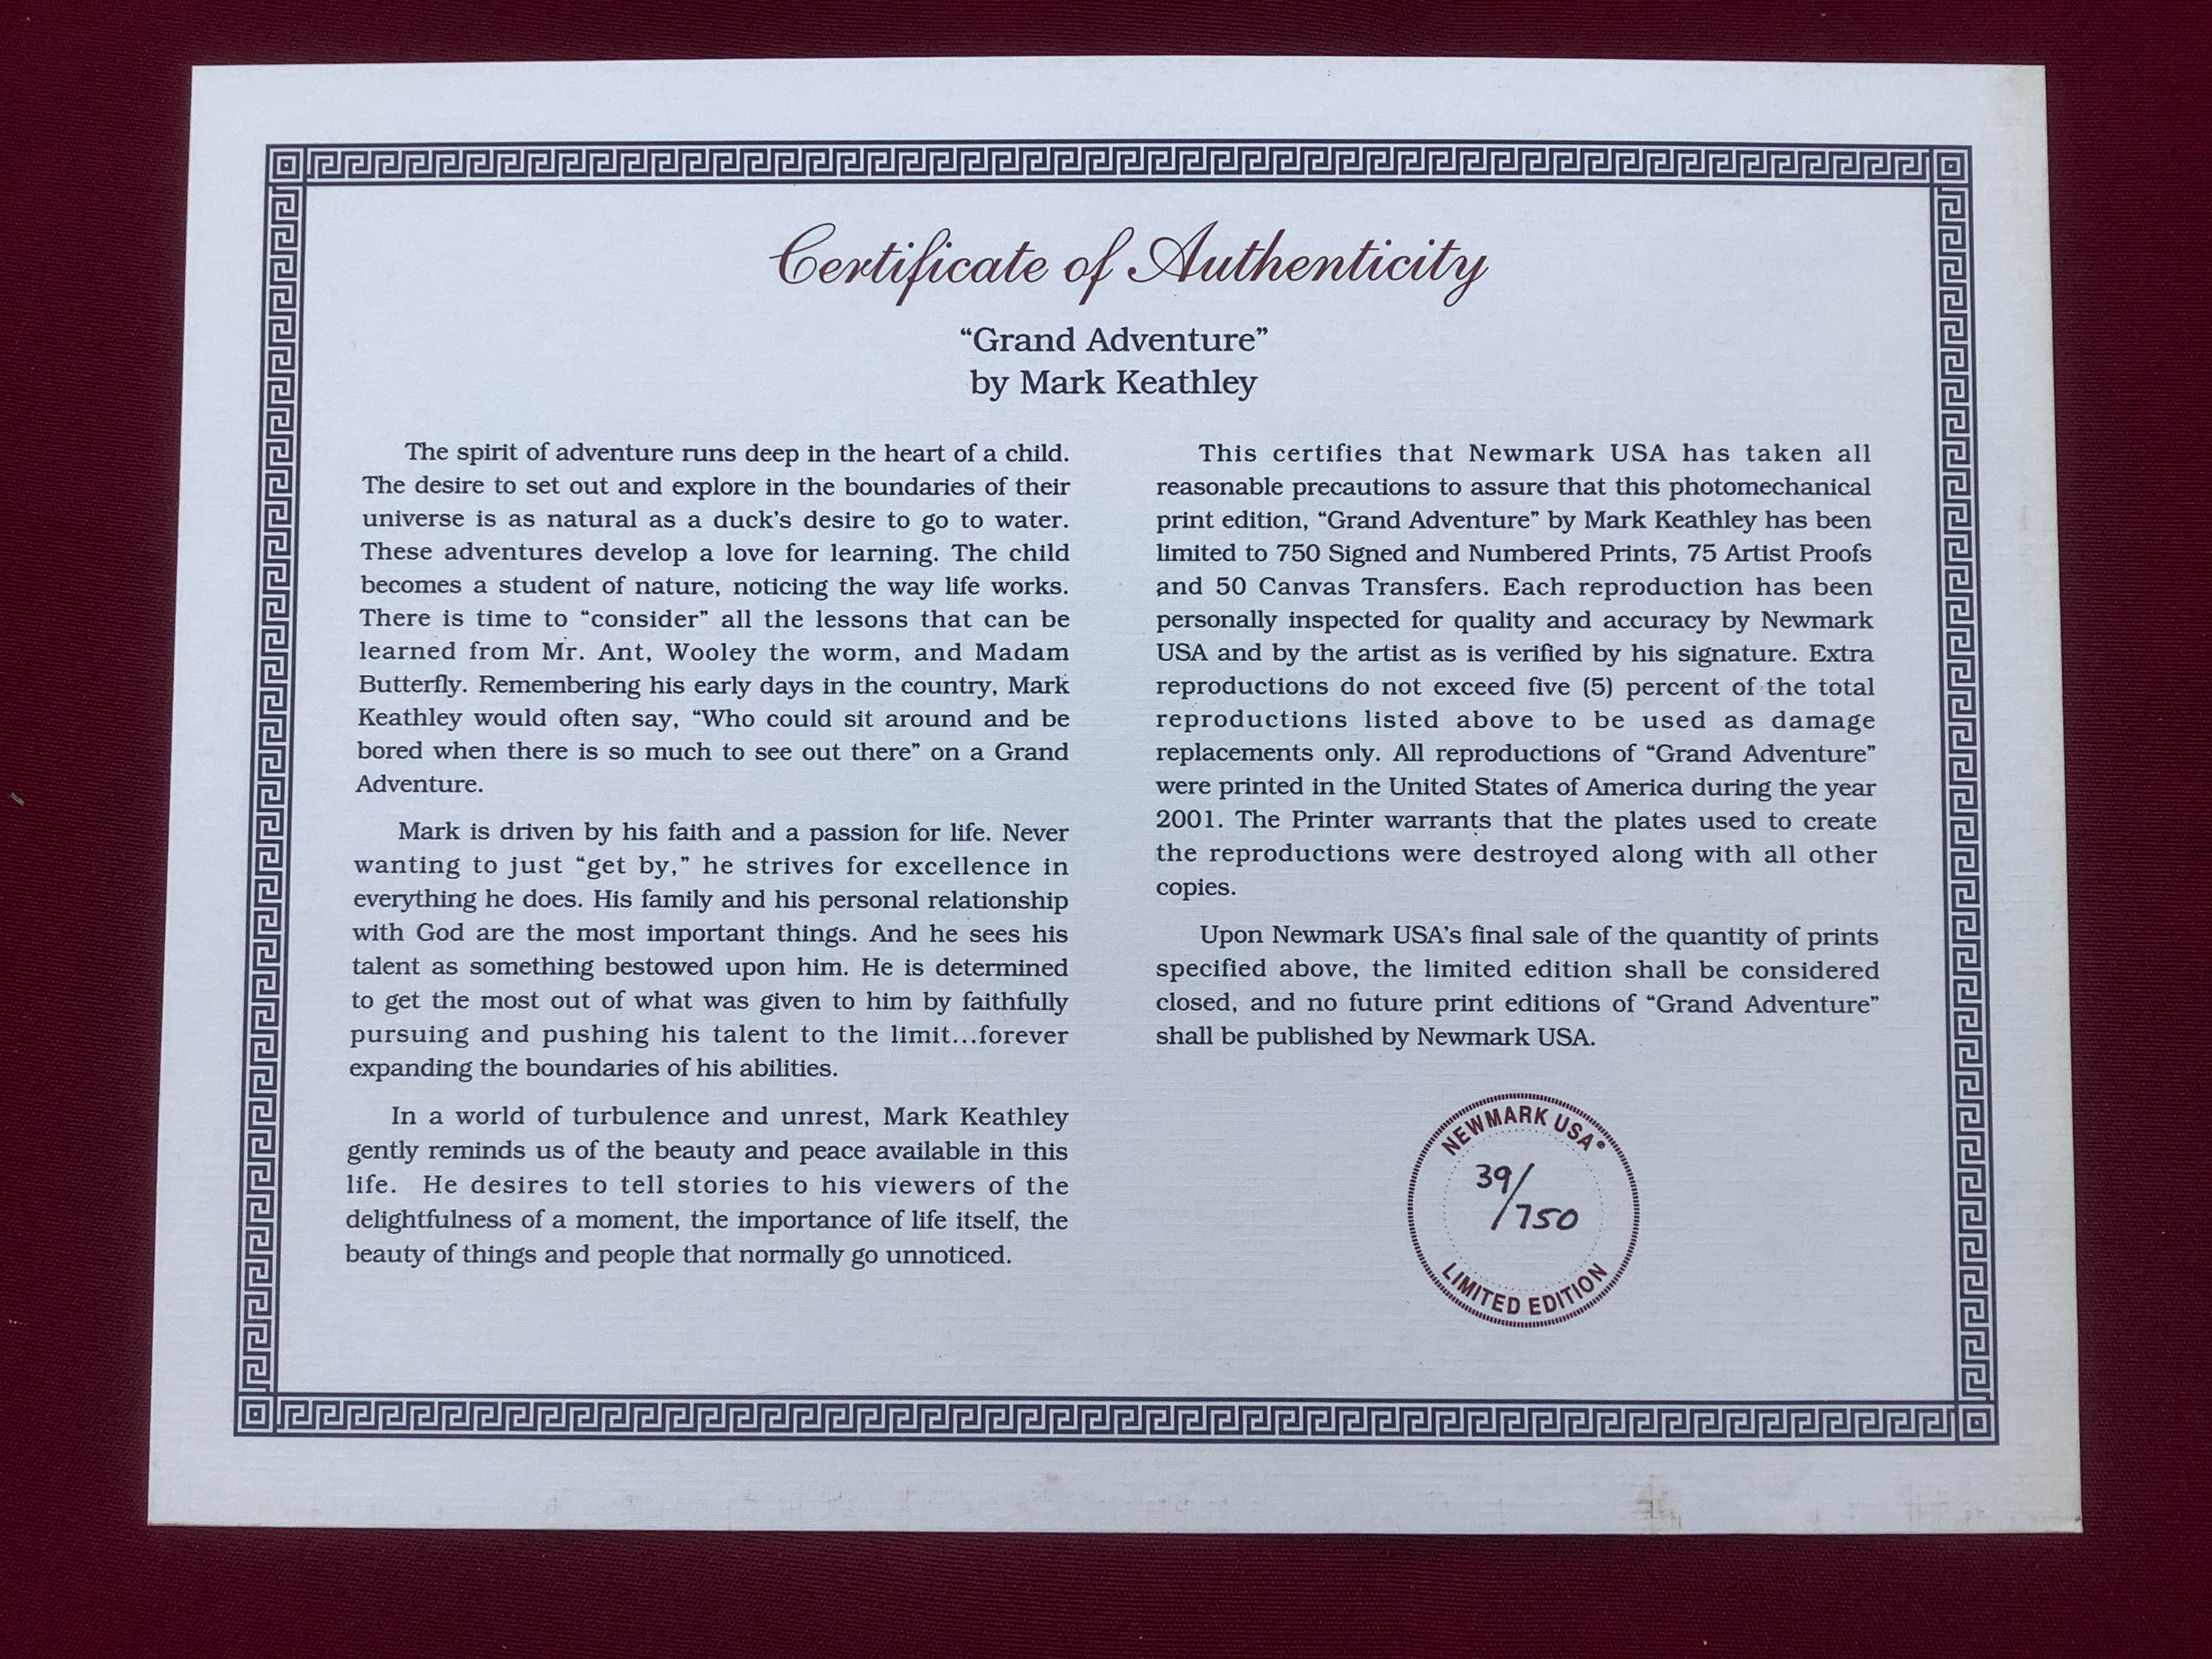 Certificate of Authenticity
“Grand Adventure”
by Mark Keathley
The spirit of adventure runs deep in the heart of a child.
The desire to set out and explore in the boundaries of their
universe is as natural as a duck’s desire to go to water.
These adventures develop a love for learning. The child
becomes a student of nature, noticing the way life works.
There is time to “consider” all the lessons that can be
learned from Mr. Ant, Wooley the worm, and Madam
Butterfly. Remembering his early days in the country, Mark
Keathley would often say, “Who could sit around and be
bored when there is so much to see out there” on a Grand
Adventure.
Mark is driven by his faith and a passion for life. Never
wanting to just “get by,” he strives for excellence in
everything he does. His family and his personal relationship
with God are the most important things. And he sees his
talent as something bestowed upon him. He is determined
to get the most out of what was given to him by faithfully
pursuing and pushing his talent to the limit...forever
expanding the boundaries of his abilities.
In a world of turbulence and unrest, Mark Keathley
gently reminds us of the beauty and peace available in this
life. He desires to tell stories to his viewers of the
delightfulness of a moment, the importance of life itself, the
beauty of things and people that normally go unnoticed.
This certifies that Newmark USA has taken all
reasonable precautions to assure that this photomechanical
print edition, “Grand Adventure” by Mark Keathley has been
limited to 750 Signed and Numbered Prints, 75 Artist Proofs
and 50 Canvas Transfers. Each reproduction has been
personally inspected for quality and accuracy by Newmark
USA and by the artist as is verified by his signature. Extra
reproductions do not exceed five (5) percent of the total
reproductions listed above to be used as damage
replacements only. All reproductions of “Grand Adventure”
were printed in the United States of America during the year
2001. The Printer warrants that the plates used to create
the reproductions were destroyed along with all other
copies.
Upon Newmark USA’s final sale of the quantity of prints
specified above, the limited edition shall be considered
closed, and no future print editions of “Grand Adventure”
shall be published by Newmark USA.
NEWMARK USA®
39/
/750
LIMITED EDITION